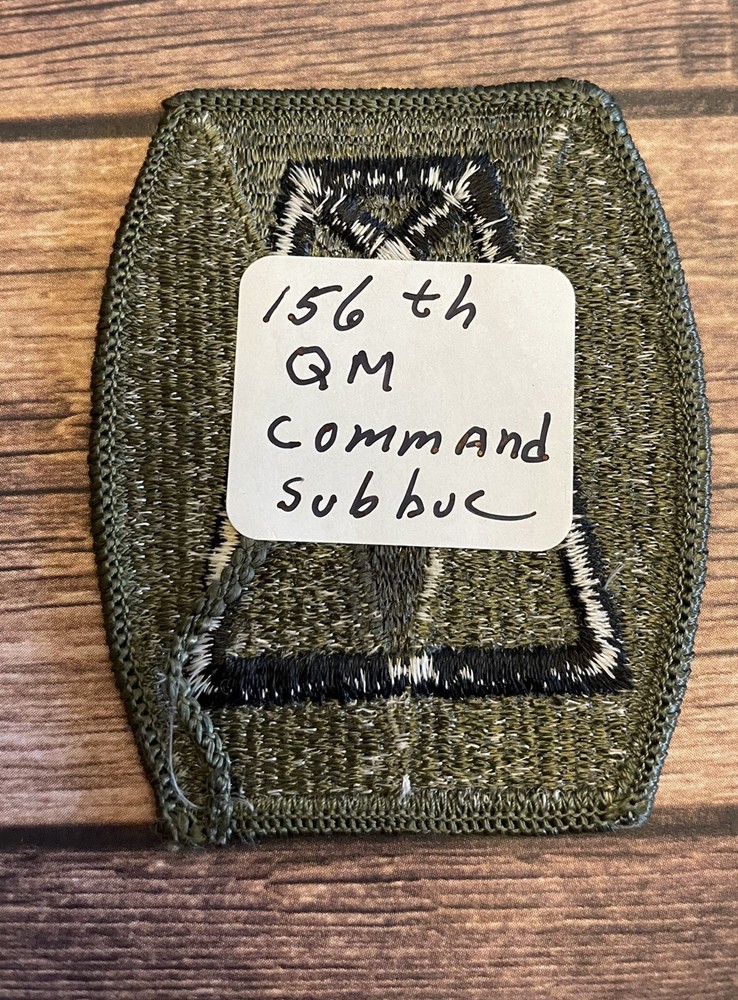 156 th
QM
Command
subbuc